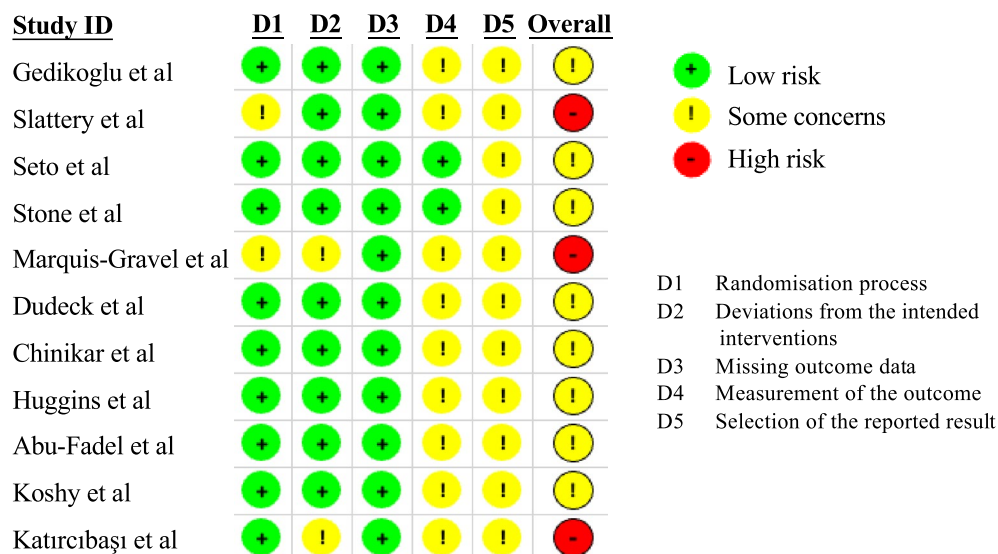 Study ID D1 D2 D3 D4 D5 Overall
Gedikoglu et al + + + ! ! !
Slattery et al ! + + ! ! -
Seto et al + + + + ! !
Stone et al + + + + ! !
Marquis-Gravel et al ! ! + ! ! -
Dudeck et al + + + ! ! !
Chinikar et al + + + ! ! !
Huggins et al + + + ! ! !
Abu-Fadel et al + + + ! ! !
Koshy et al + + + ! ! !
Katırcıbaşı et al + ! + ! ! -
+ Low risk
! Some concerns
- High risk
D1 Randomisation process
D2 Deviations from the intended
interventions
D3 Missing outcome data
D4 Measurement of the outcome
D5 Selection of the reported result